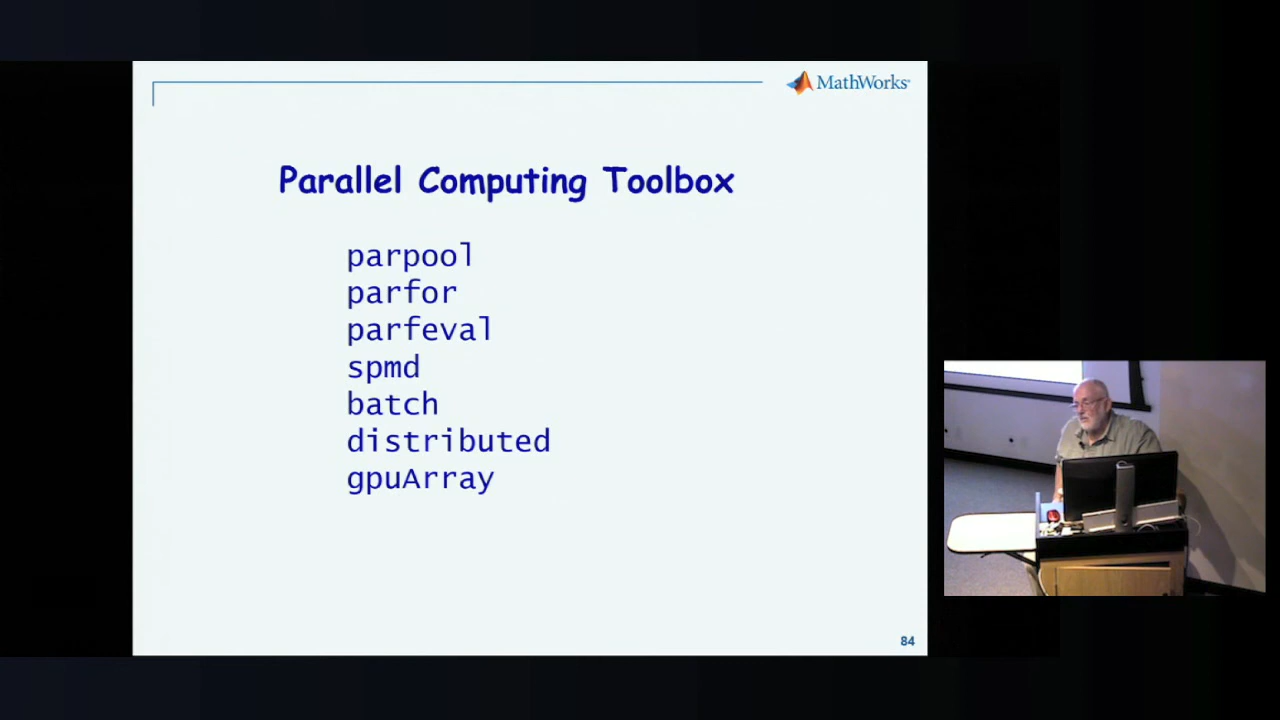 MathWorks®
Parallel Computing Toolbox
parpool
parfor
parfeval
spmd
batch
distributed
gpuArray
84